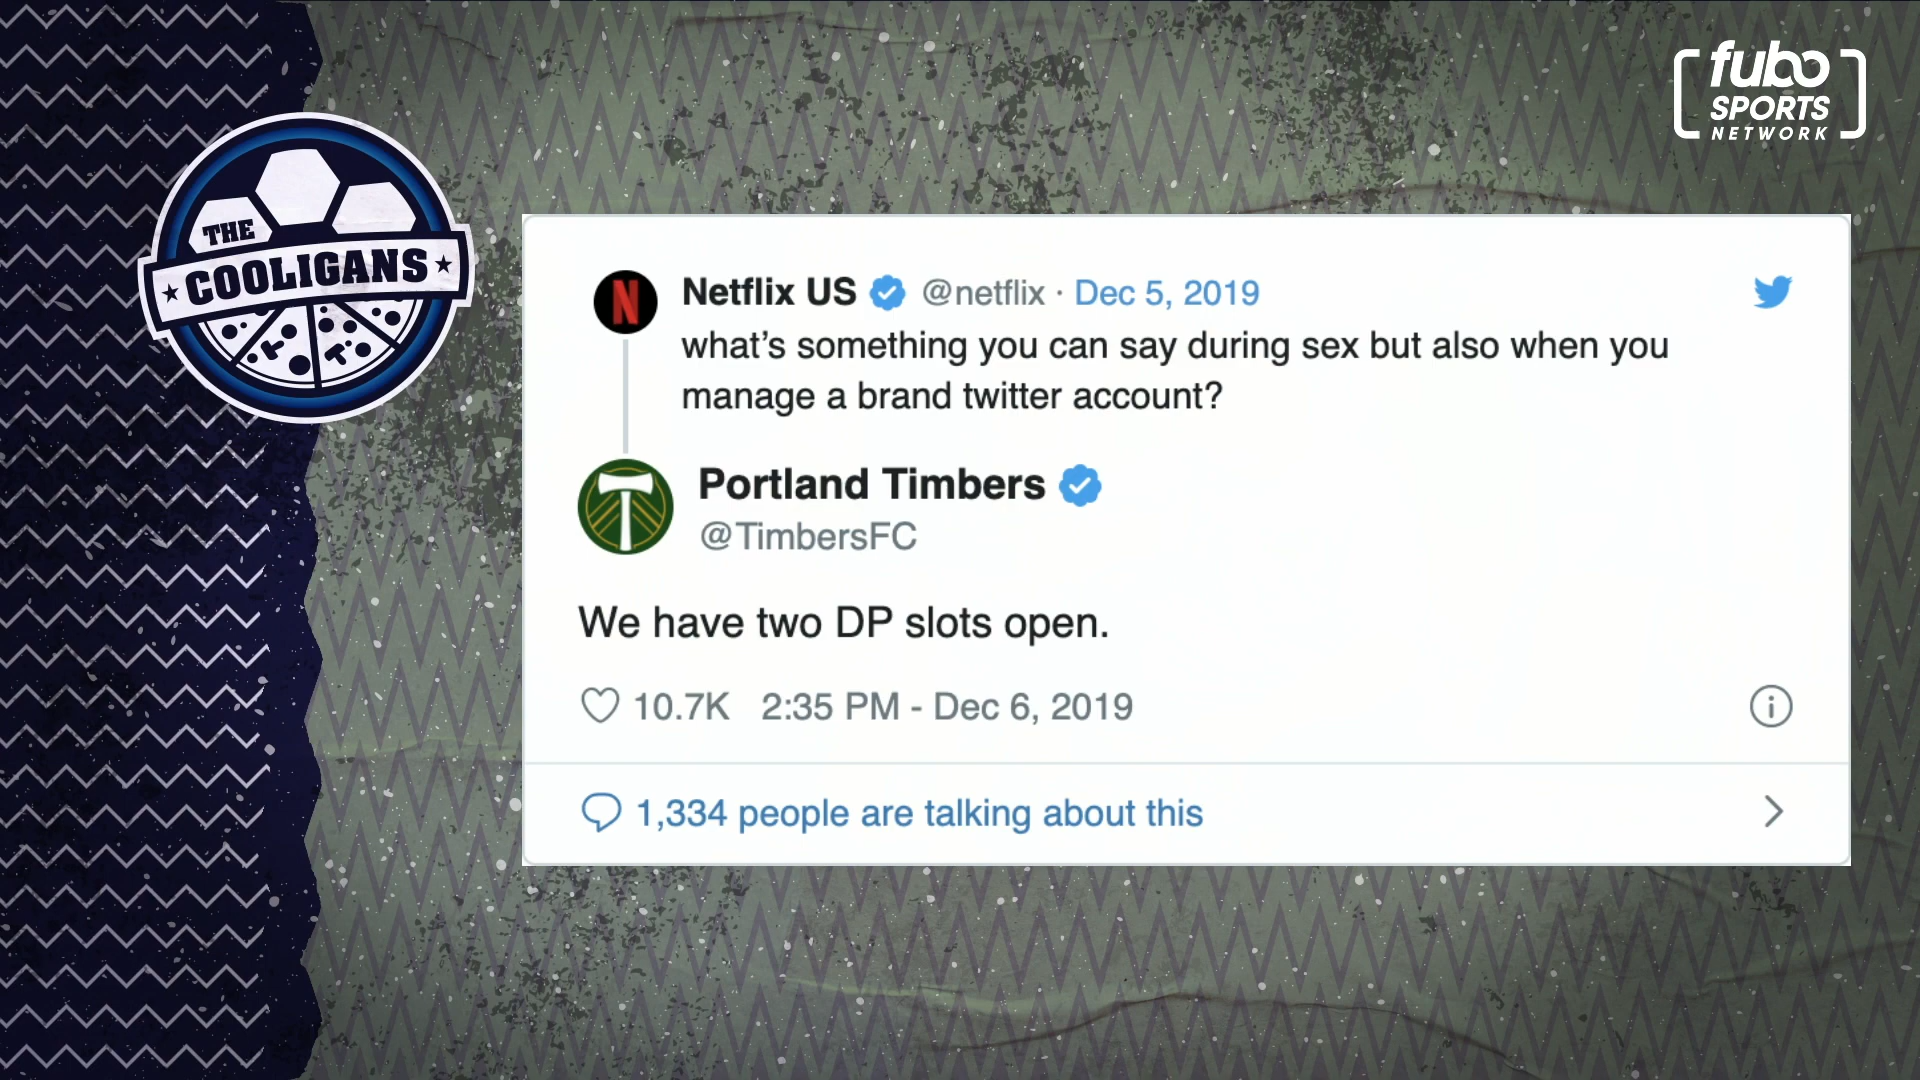 fubo
SPORTS
NETWORK
THE
COOLIGANS
Netflix US @netflix · Dec 5, 2019
what’s something you can say during sex but also when you
manage a brand twitter account?
Portland Timbers
@TimbersFC
We have two DP slots open.
10.7K 2:35 PM - Dec 6, 2019
1,334 people are talking about this